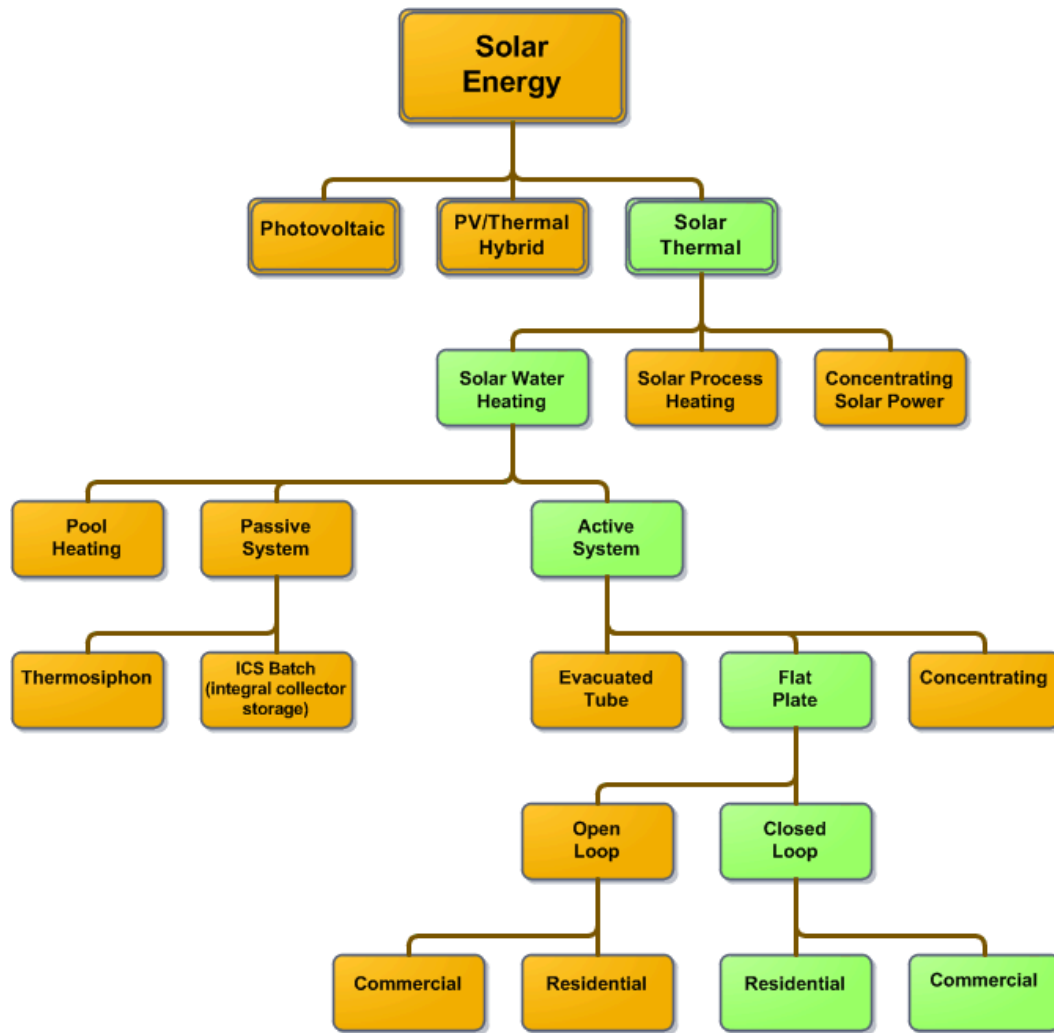 Solar
Energy
Photovoltaic
PV/Thermal
Hybrid
Solar
Thermal
Solar Water
Heating
Solar Process
Heating
Concentrating
Solar Power
Pool
Heating
Passive
System
Active
System
Thermosiphon
ICS Batch
(integral collector
storage)
Evacuated
Tube
Flat
Plate
Concentrating
Open
Loop
Closed
Loop
Commercial
Residential
Residential
Commercial